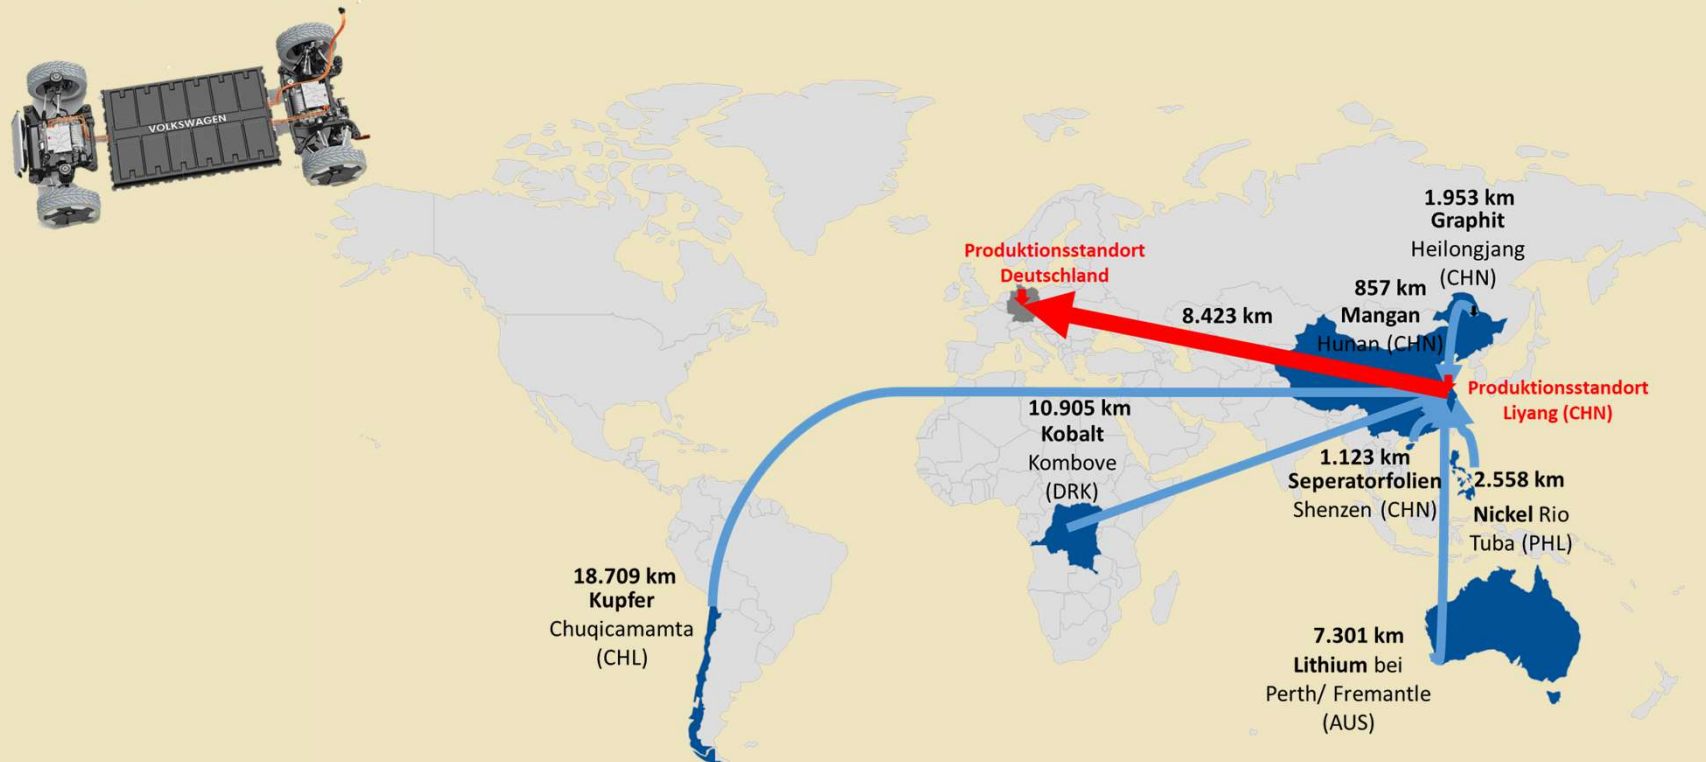 VOLKSWAGEN
1.953 km
Graphit
Heilongjang
(CHN)
Produktionsstandort
Deutschland
857 km
Mangan
Hunan (CHN)
8.423 km
Produktionsstandort
Liyang (CHN)
10.905 km
Kobalt
Kombove
(DRK)
1.123 km
Seperatorfolien
Shenzen (CHN)
2.558 km
Nickel Rio
Tuba (PHL)
18.709 km
Kupfer
Chuqicamamta
(CHL)
7.301 km
Lithium bei
Perth/ Fremantle
(AUS)